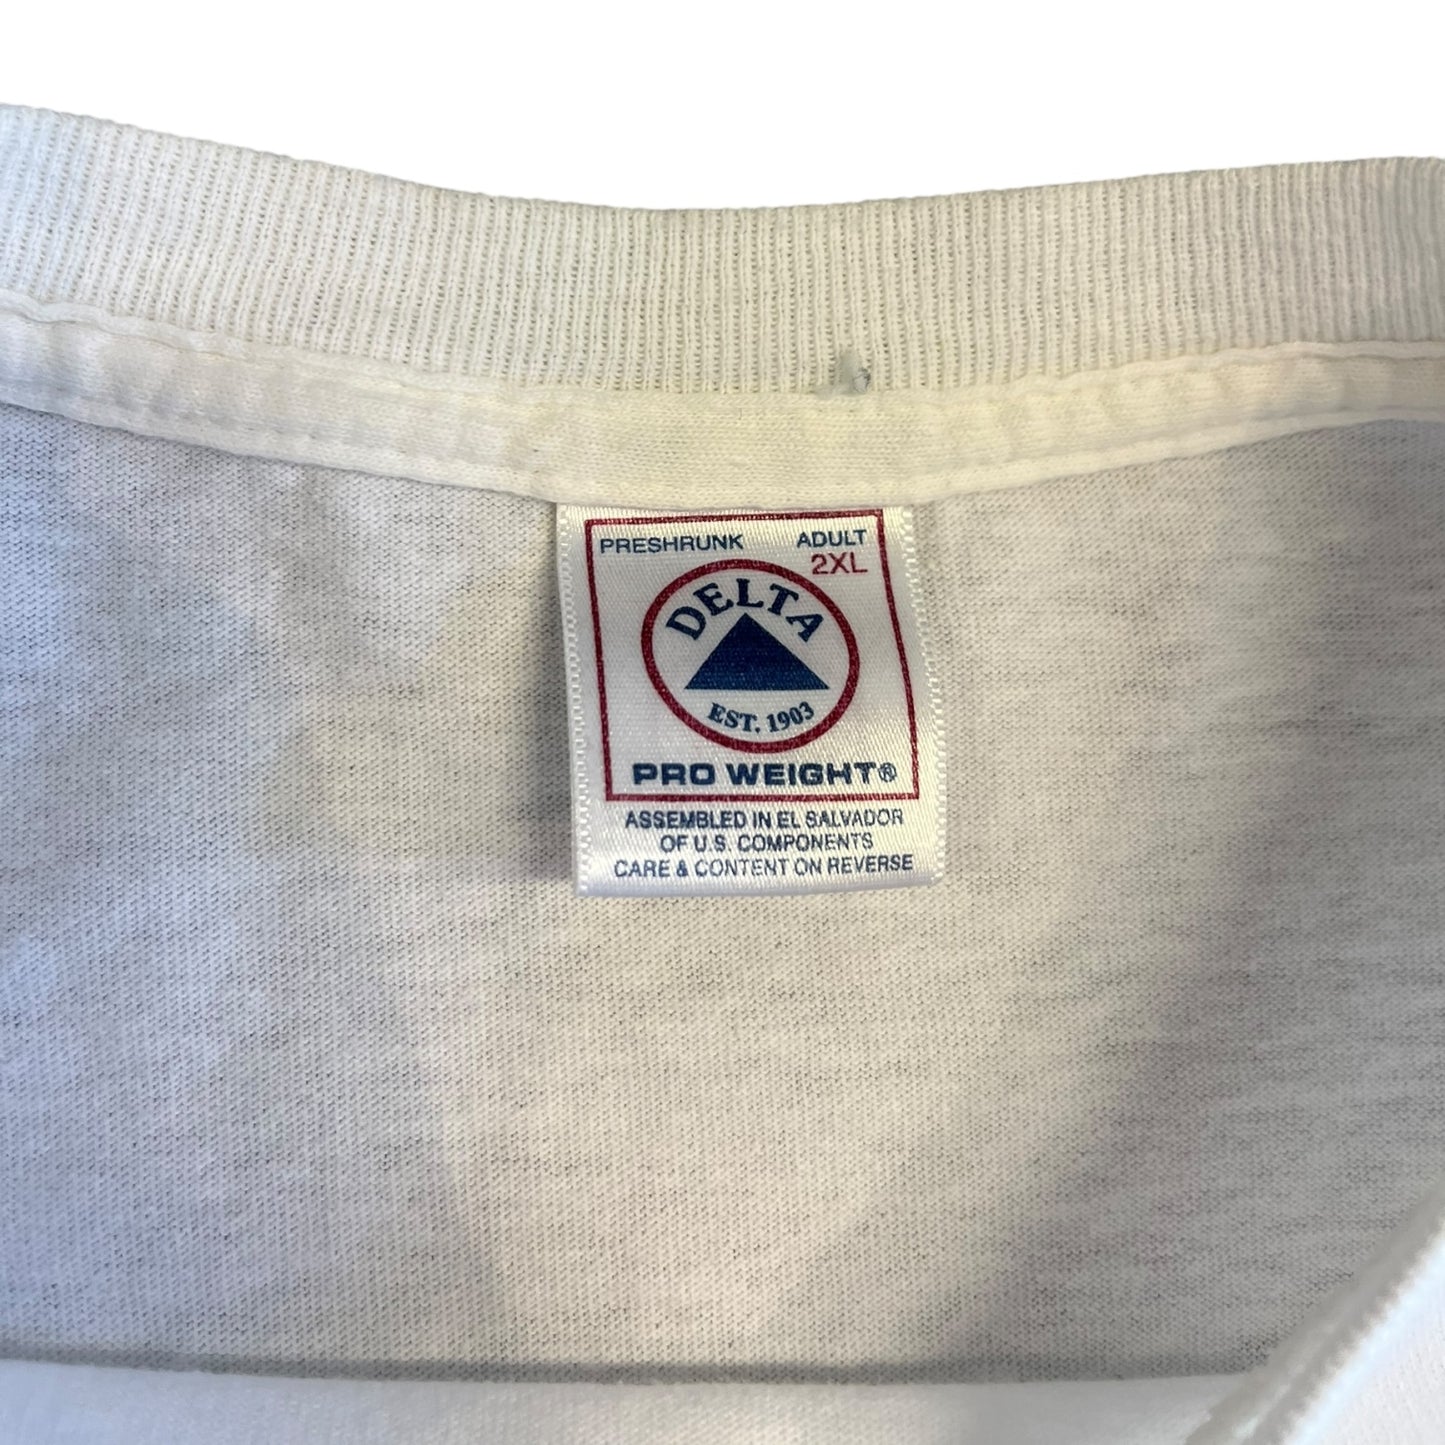 PRESHRUNK ADULT
2XL
DELTA
EST. 1903
PRO WEIGHT®
ASSEMBLED IN EL SALVADOR
OF U.S. COMPONENTS
CARE & CONTENT ON REVERSE